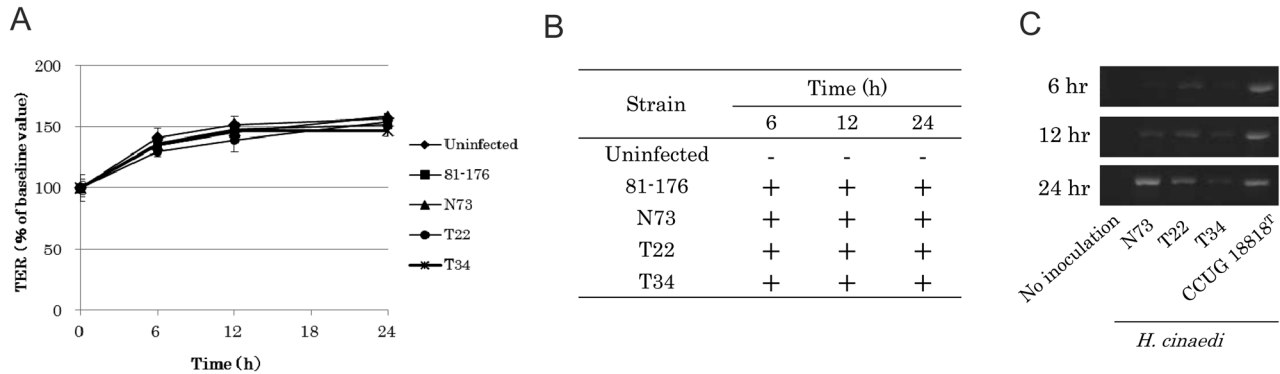 A
TER (% of baseline value)
200
150
100
50
0
0 6 12 18 24
Time (h)
Uninfected
81-176
N73
T22
T34
B
Strain Time (h)
6 12 24
Uninfected - - -
81-176 + + +
N73 + + +
T22 + + +
T34 + + +
C
6 hr
12 hr
24 hr
No inoculation N73 T22 T34 CCUG 18818ᵀ
H. cinaedi